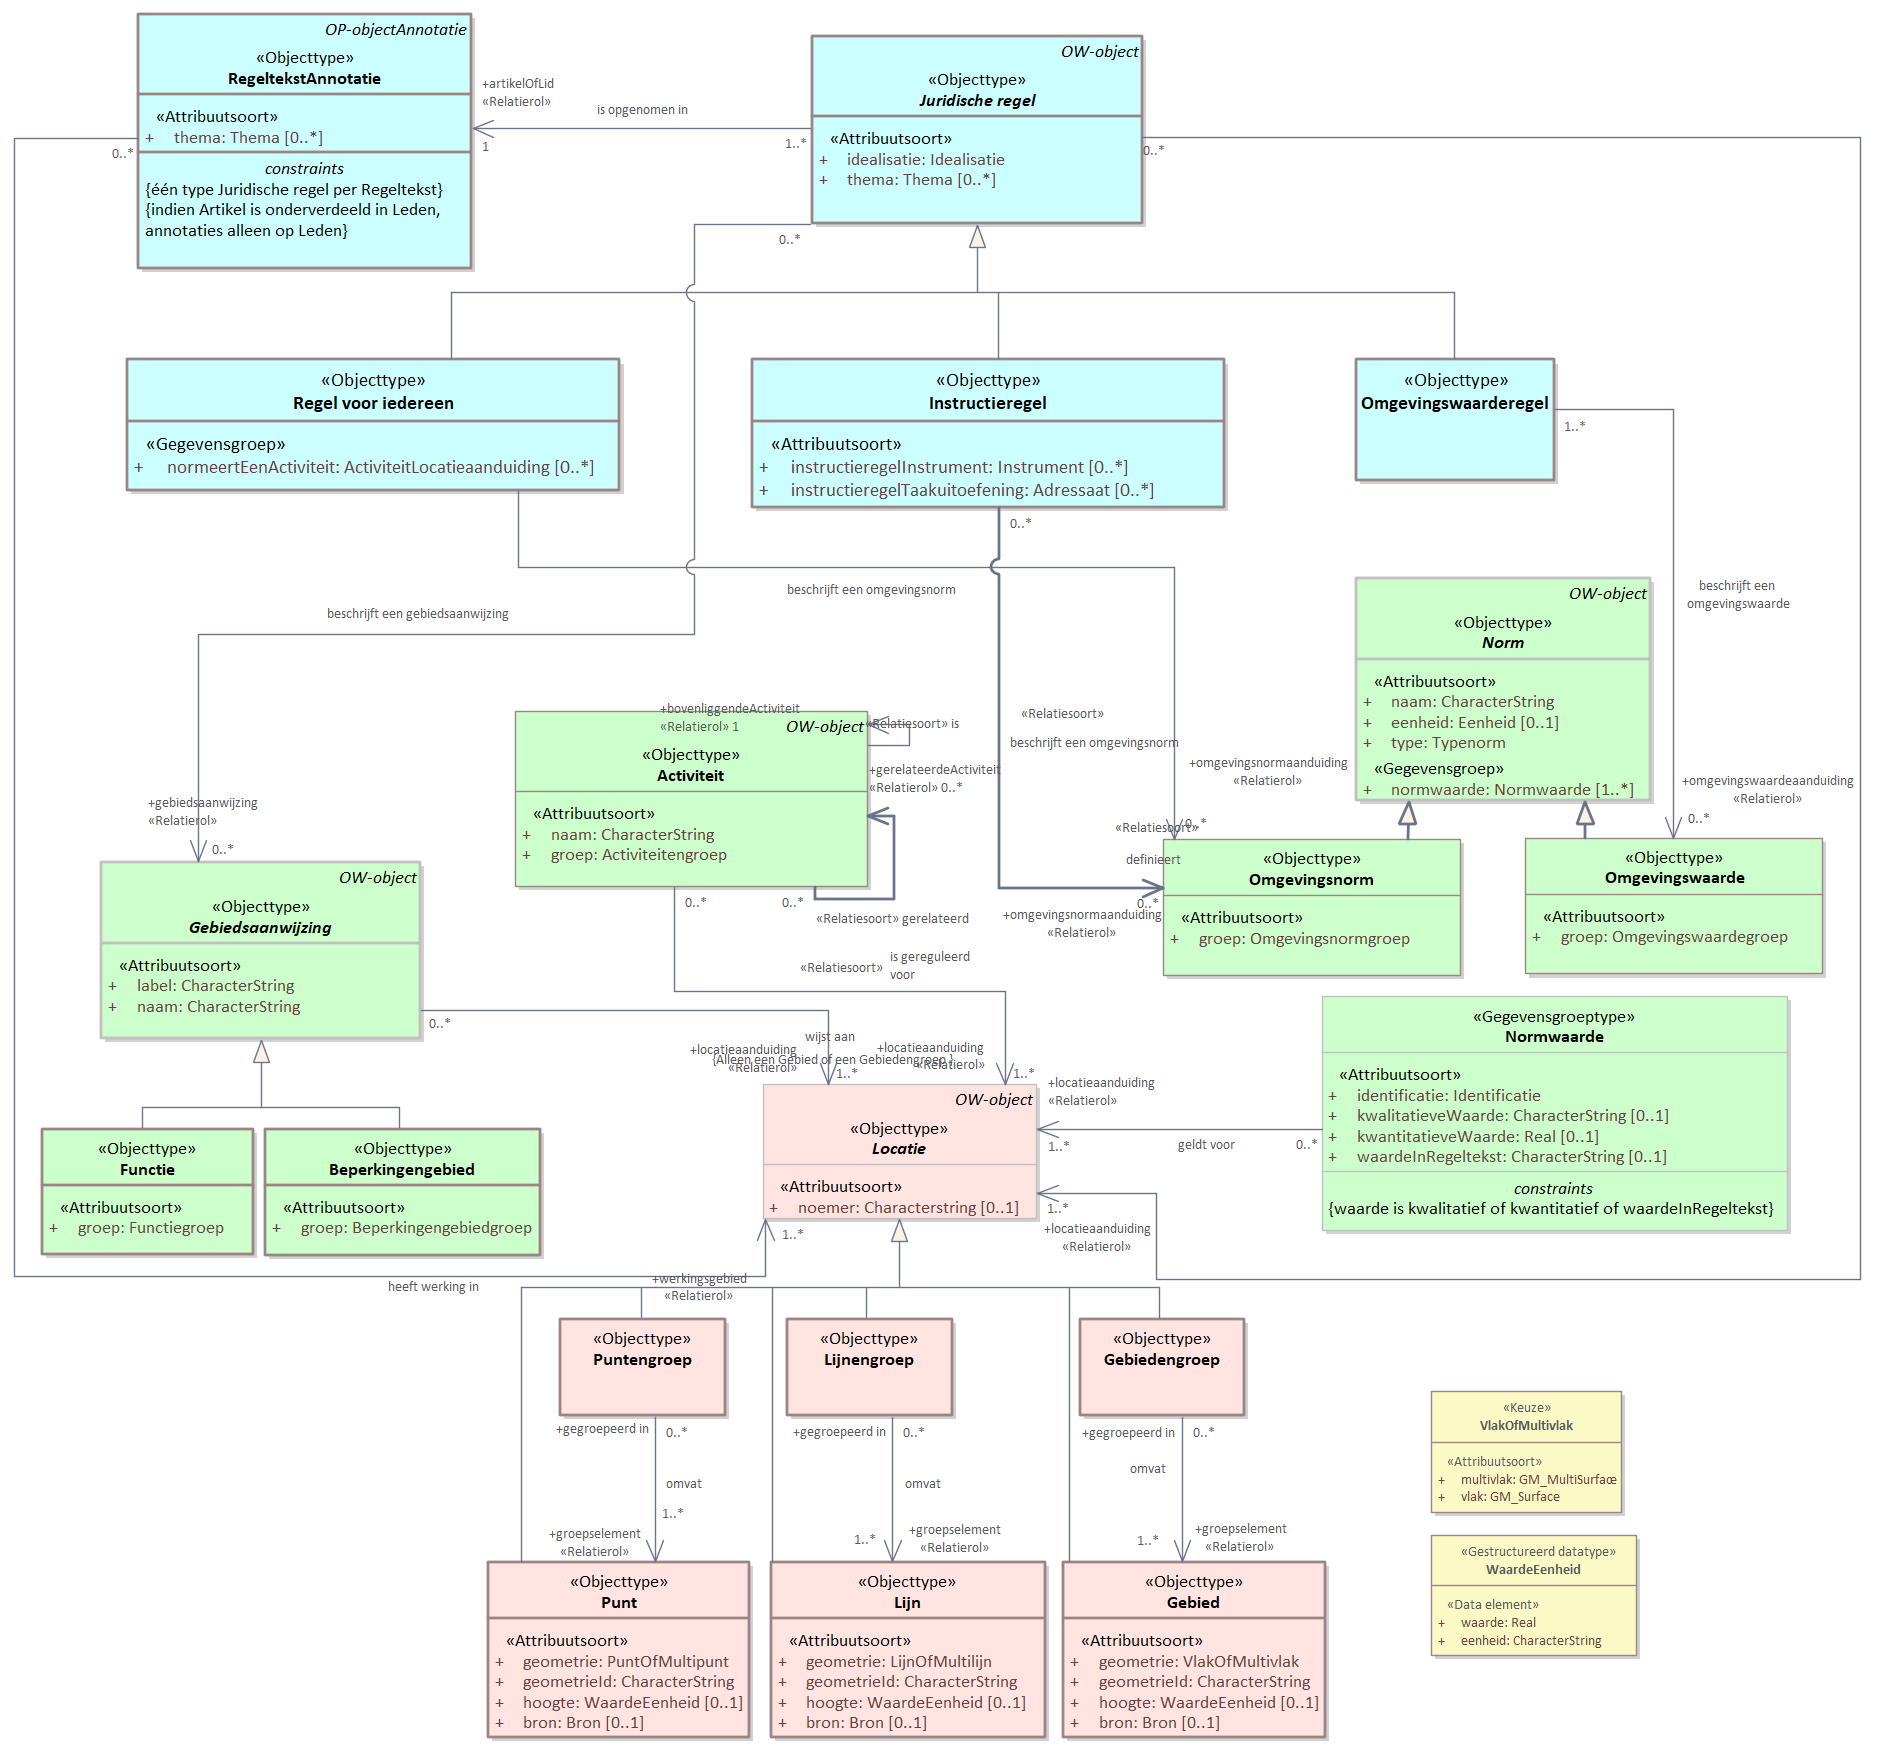 OP-objectAnnotatie
«Objecttype»
RegeltekstAnnotatie
«Attribuutsoort»
+ thema: Thema [0..*]
constraints
{één type Juridische regel per Regeltekst}
{indien Artikel is onderverdeeld in Leden,
annotaties alleen op Leden}
0..*
+artikelOfLid
«Relatierol»
1
is opgenomen in
1..*
OW-object
«Objecttype»
Juridische regel
«Attribuutsoort»
+ idealisatie: Idealisatie
+ thema: Thema [0..*]
0..*
0..*
«Objecttype»
Regel voor iedereen
«Gegevensgroep»
+ normeertEenActiviteit: ActiviteitLocatieaanduiding [0..*]
«Objecttype»
Instructieregel
«Attribuutsoort»
+ instructieregelInstrument: Instrument [0..*]
+ instructieregelTaakuitoefening: Adressaat [0..*]
0..*
«Objecttype»
Omgevingswaarderegel
1..*
beschrijft een gebiedsaanwijzing
beschrijft een omgevingsnorm
beschrijft een
omgevingswaarde
OW-object
«Objecttype»
Norm
«Attribuutsoort»
+ naam: CharacterString
+ eenheid: Eenheid [0..1]
+ type: Typenorm
«Gegevensgroep»
+ normwaarde: Normwaarde [1..*]
«Relatiesoort»
beschrijft een omgevingsnorm
+omgevingsnormaanduiding
«Relatierol»
0..*
+omgevingswaardeaanduiding
«Relatierol»
0..*
+bovenliggendeActiviteit
«Relatierol» 1
OW-object
«Relatiesoort» is
«Objecttype»
Activiteit
+gerelateerdeActiviteit
«Relatierol» 0..*
«Attribuutsoort»
+ naam: CharacterString
+ groep: Activiteitengroep
0..*
0..*
«Relatiesoort» gerelateerd
«Relatiesoort»
definieert
0..*
+omgevingsnormaanduiding
«Relatierol»
«Objecttype»
Omgevingsnorm
«Attribuutsoort»
+ groep: Omgevingsnormgroep
«Objecttype»
Omgevingswaarde
«Attribuutsoort»
+ groep: Omgevingswaardegroep
+gebiedsaanwijzing
«Relatierol»
0..*
OW-object
«Objecttype»
Gebiedsaanwijzing
«Attribuutsoort»
+ label: CharacterString
+ naam: CharacterString
0..*
«Relatiesoort»
is gereguleerd
voor
wijst aan
+locatieaanduiding
{Alleen een Gebied of een Gebiedengroep }
«Relatierol»
1..*
+locatieaanduiding
«Relatierol»
1..*
«Gegevensgroeptype»
Normwaarde
«Attribuutsoort»
+ identificatie: Identificatie
+ kwalitatieveWaarde: CharacterString [0..1]
+ kwantitatieveWaarde: Real [0..1]
+ waardeInRegeltekst: CharacterString [0..1]
constraints
{waarde is kwalitatief of kwantitatief of waardeInRegeltekst}
+locatieaanduiding
«Relatierol»
1..*
geldt voor
0..*
OW-object
«Objecttype»
Locatie
«Attribuutsoort»
+ noemer: Characterstring [0..1]
1..*
+locatieaanduiding
«Relatierol»
«Objecttype»
Functie
«Attribuutsoort»
+ groep: Functiegroep
«Objecttype»
Beperkingengebied
«Attribuutsoort»
+ groep: Beperkingengebiedgroep
1..*
heeft werking in
+werkingsgebied
«Relatierol»
«Objecttype»
Puntengroep
«Objecttype»
Lijnengroep
«Objecttype»
Gebiedengroep
+gegroepeerd in
0..*
omvat
1..*
+groepselement
«Relatierol»
+gegroepeerd in
0..*
omvat
1..*
+groepselement
«Relatierol»
+gegroepeerd in
0..*
omvat
1..*
+groepselement
«Relatierol»
«Objecttype»
Punt
«Attribuutsoort»
+ geometrie: PuntOfMultipunt
+ geometrieId: CharacterString
+ hoogte: WaardeEenheid [0..1]
+ bron: Bron [0..1]
«Objecttype»
Lijn
«Attribuutsoort»
+ geometrie: LijnOfMultilijn
+ geometrieId: CharacterString
+ hoogte: WaardeEenheid [0..1]
+ bron: Bron [0..1]
«Objecttype»
Gebied
«Attribuutsoort»
+ geometrie: VlakOfMultivlak
+ geometrieId: CharacterString
+ hoogte: WaardeEenheid [0..1]
+ bron: Bron [0..1]
«Keuze»
VlakOfMultivlak
«Attribuutsoort»
+ multivlak: GM_MultiSurface
+ vlak: GM_Surface
«Gestructureerd datatype»
WaardeEenheid
«Data element»
+ waarde: Real
+ eenheid: CharacterString